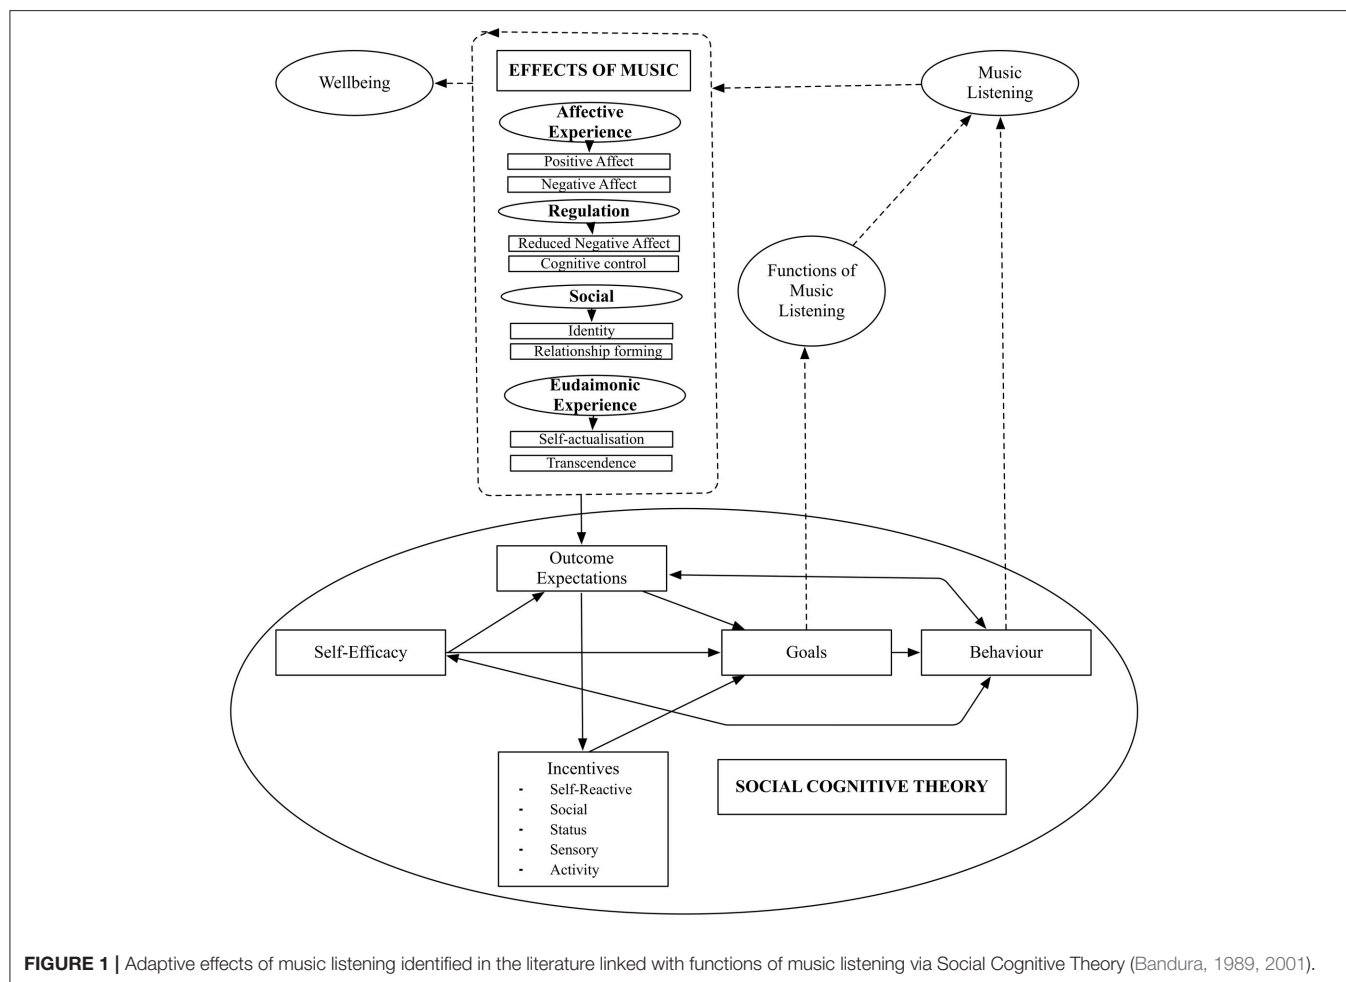 Wellbeing
EFFECTS OF MUSIC
Affective
Experience
Positive Affect
Negative Affect
Regulation
Reduced Negative Affect
Cognitive control
Social
Identity
Relationship forming
Eudaimonic
Experience
Self-actualisation
Transcendence
Music
Listening
Functions of
Music
Listening
Outcome
Expectations
Self-Efficacy
Goals
Behaviour
Incentives
- Self-Reactive
- Social
- Status
- Sensory
- Activity
SOCIAL COGNITIVE THEORY
FIGURE 1 | Adaptive effects of music listening identified in the literature linked with functions of music listening via Social Cognitive Theory (Bandura, 1989, 2001).